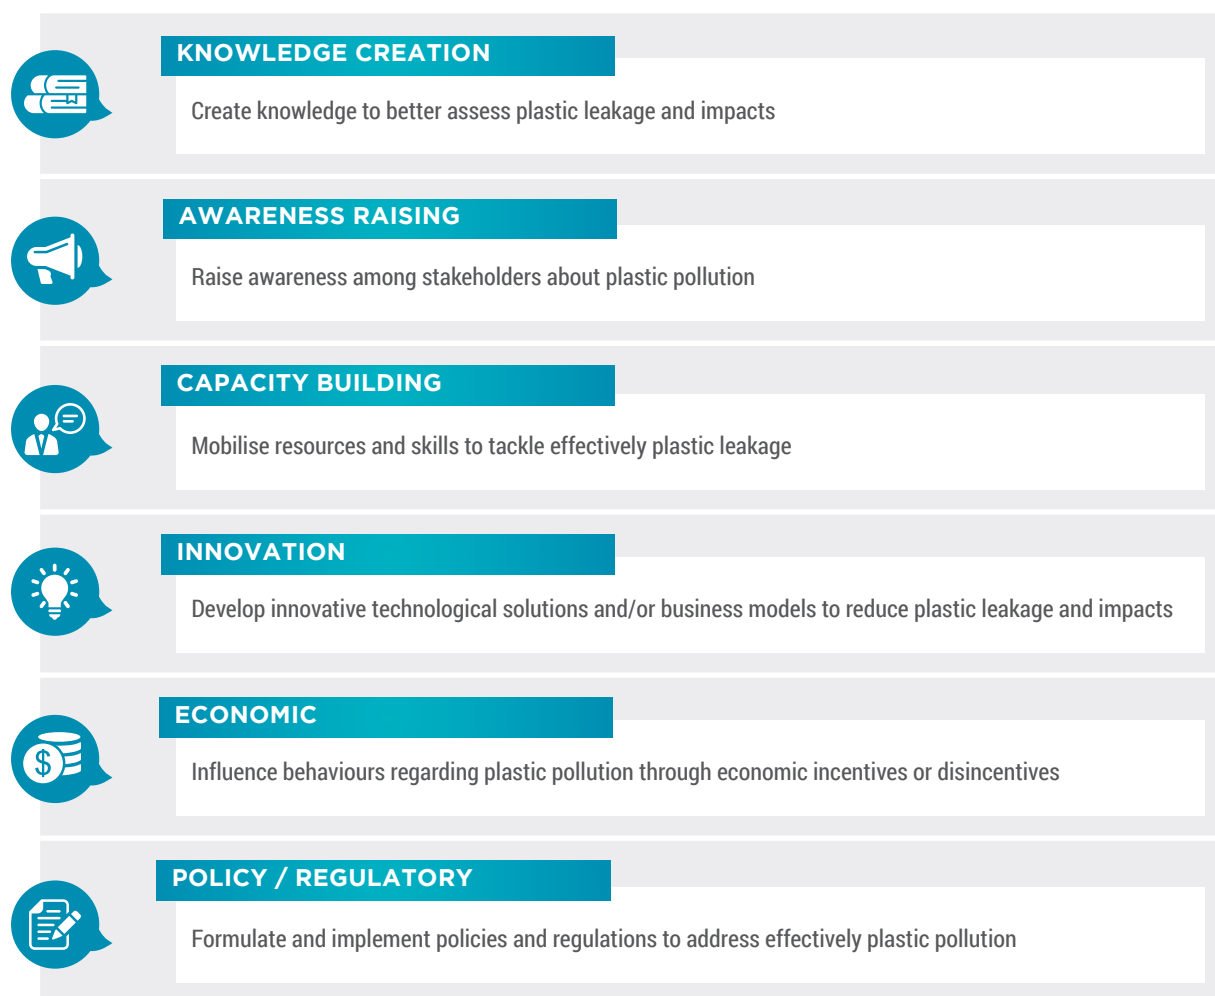 KNOWLEDGE CREATION
Create knowledge to better assess plastic leakage and impacts
AWARENESS RAISING
Raise awareness among stakeholders about plastic pollution
CAPACITY BUILDING
Mobilise resources and skills to tackle effectively plastic leakage
INNOVATION
Develop innovative technological solutions and/or business models to reduce plastic leakage and impacts
$
ECONOMIC
Influence behaviours regarding plastic pollution through economic incentives or disincentives
POLICY / REGULATORY
Formulate and implement policies and regulations to address effectively plastic pollution